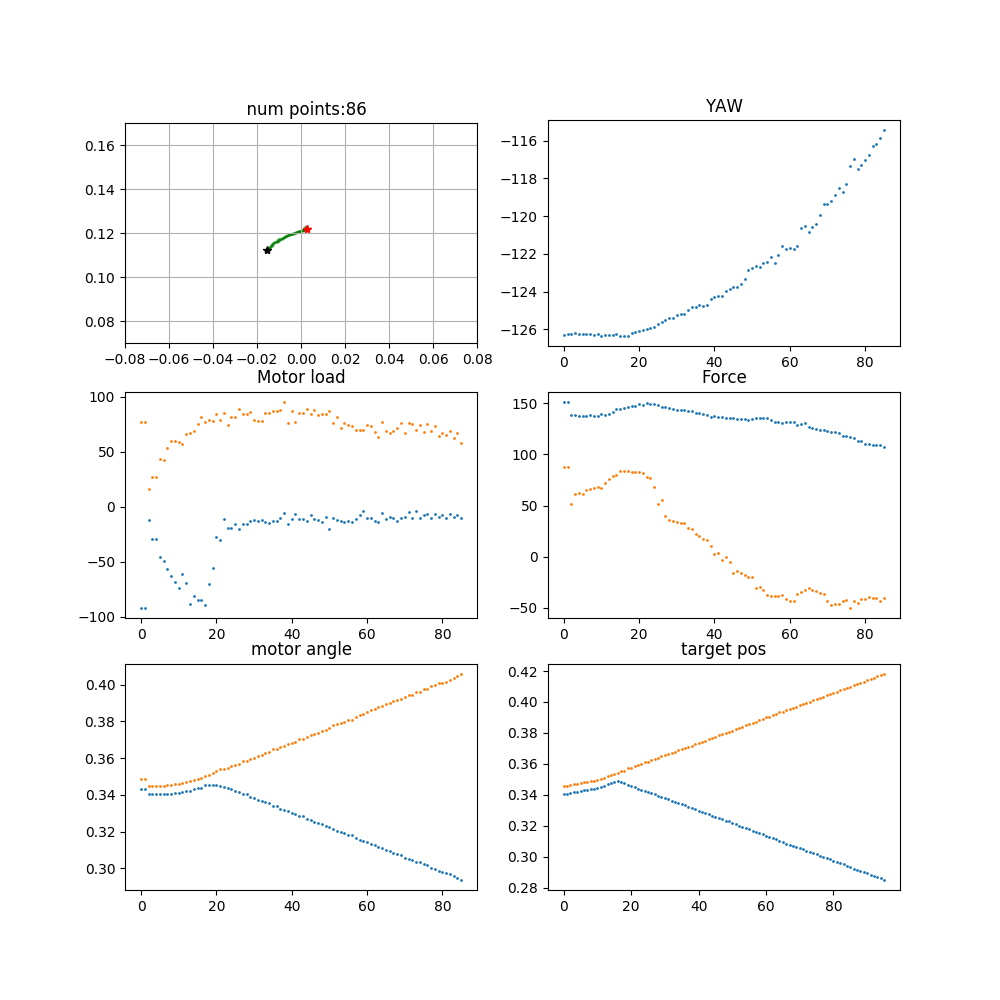 num points:86
0.16
0.14
0.12
0.10
0.08
−0.08 −0.06 −0.04 −0.02 0.00 0.02 0.04 0.06 0.08
YAW
−116
−118
−120
−122
−124
−126
0 20 40 60 80
Motor load
100
50
0
−50
−100
0 20 40 60 80
Force
150
100
50
0
−50
0 20 40 60 80
motor angle
0.40
0.38
0.36
0.34
0.32
0.30
0 20 40 60 80
target pos
0.42
0.40
0.38
0.36
0.34
0.32
0.30
0.28
0 20 40 60 80